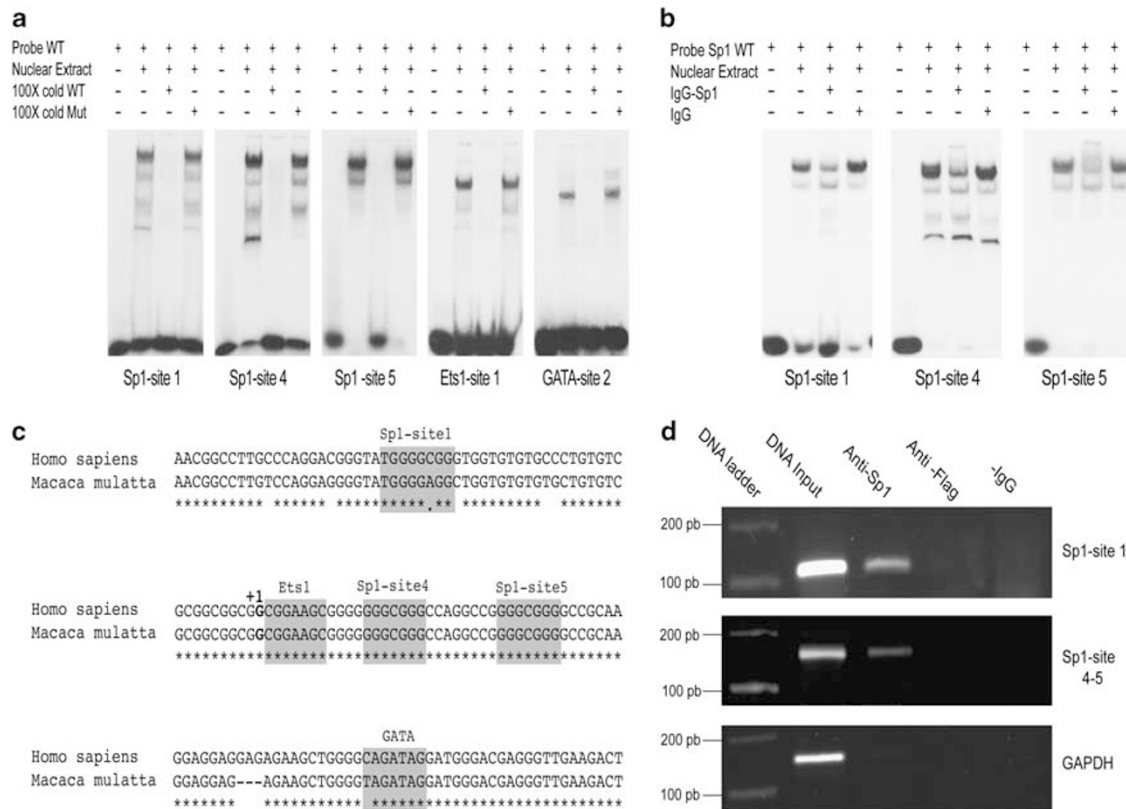 a
Probe WT + + + + + + + + + + + + + + + + + + + +
Nuclear Extract - + + + - + + + - + + + - + + + - + + +
100X cold WT - - + - - - + - - - + - - - + - - - + -
100X cold Mut - - - + - - - + - - - + - - - + - - - +
Sp1-site 1 Sp1-site 4 Sp1-site 5 Ets1-site 1 GATA-site 2
b
Probe Sp1 WT + + + + + + + + + + + +
Nuclear Extract - + + + - + + + - + + +
IgG-Sp1 - - + - - - + - - - + -
IgG - - - + - - - + - - - +
Sp1-site 1 Sp1-site 4 Sp1-site 5
c
Sp1-site1
Homo sapiens AACGGCCTTGCCCAGGACGGGTATGGGGCGGGTGGTGTGTGCCCTGTGTC
Macaca mulatta AACGGCCTTGTCCAGGAGGGGTATGGGGAGGCTGGTGTGTGTGCTGTGTC
********** ****** **********.** *********  *******
+1 Ets1 Sp1-site4 Sp1-site5
Homo sapiens GCGGCGGCGGCGGAAGCGGGGGGGCGGGCCAGGCCGGGGCGGGGCCGCAA
Macaca mulatta GCGGCGGCGGCGGAAGCGGGGGGGCGGGCCAGGCCGGGGCGGGGCCGCAA
**************************************************
GATA
Homo sapiens GGAGGAGGAGAGAAGCTGGGGCAGATAGGATGGGACGAGGGTTGAAGACT
Macaca mulatta GGAGGAG---AGAAGCTGGGGTAGATAGGATGGGACGAGGGTTGAAGACT
*******   *********** ****************************
d
DNA ladder DNA Input Anti-Sp1 Anti -Flag -IgG
200 pb
Sp1-site 1
100 pb
200 pb
Sp1-site
4-5
100 pb
200 pb
GAPDH
100 pb